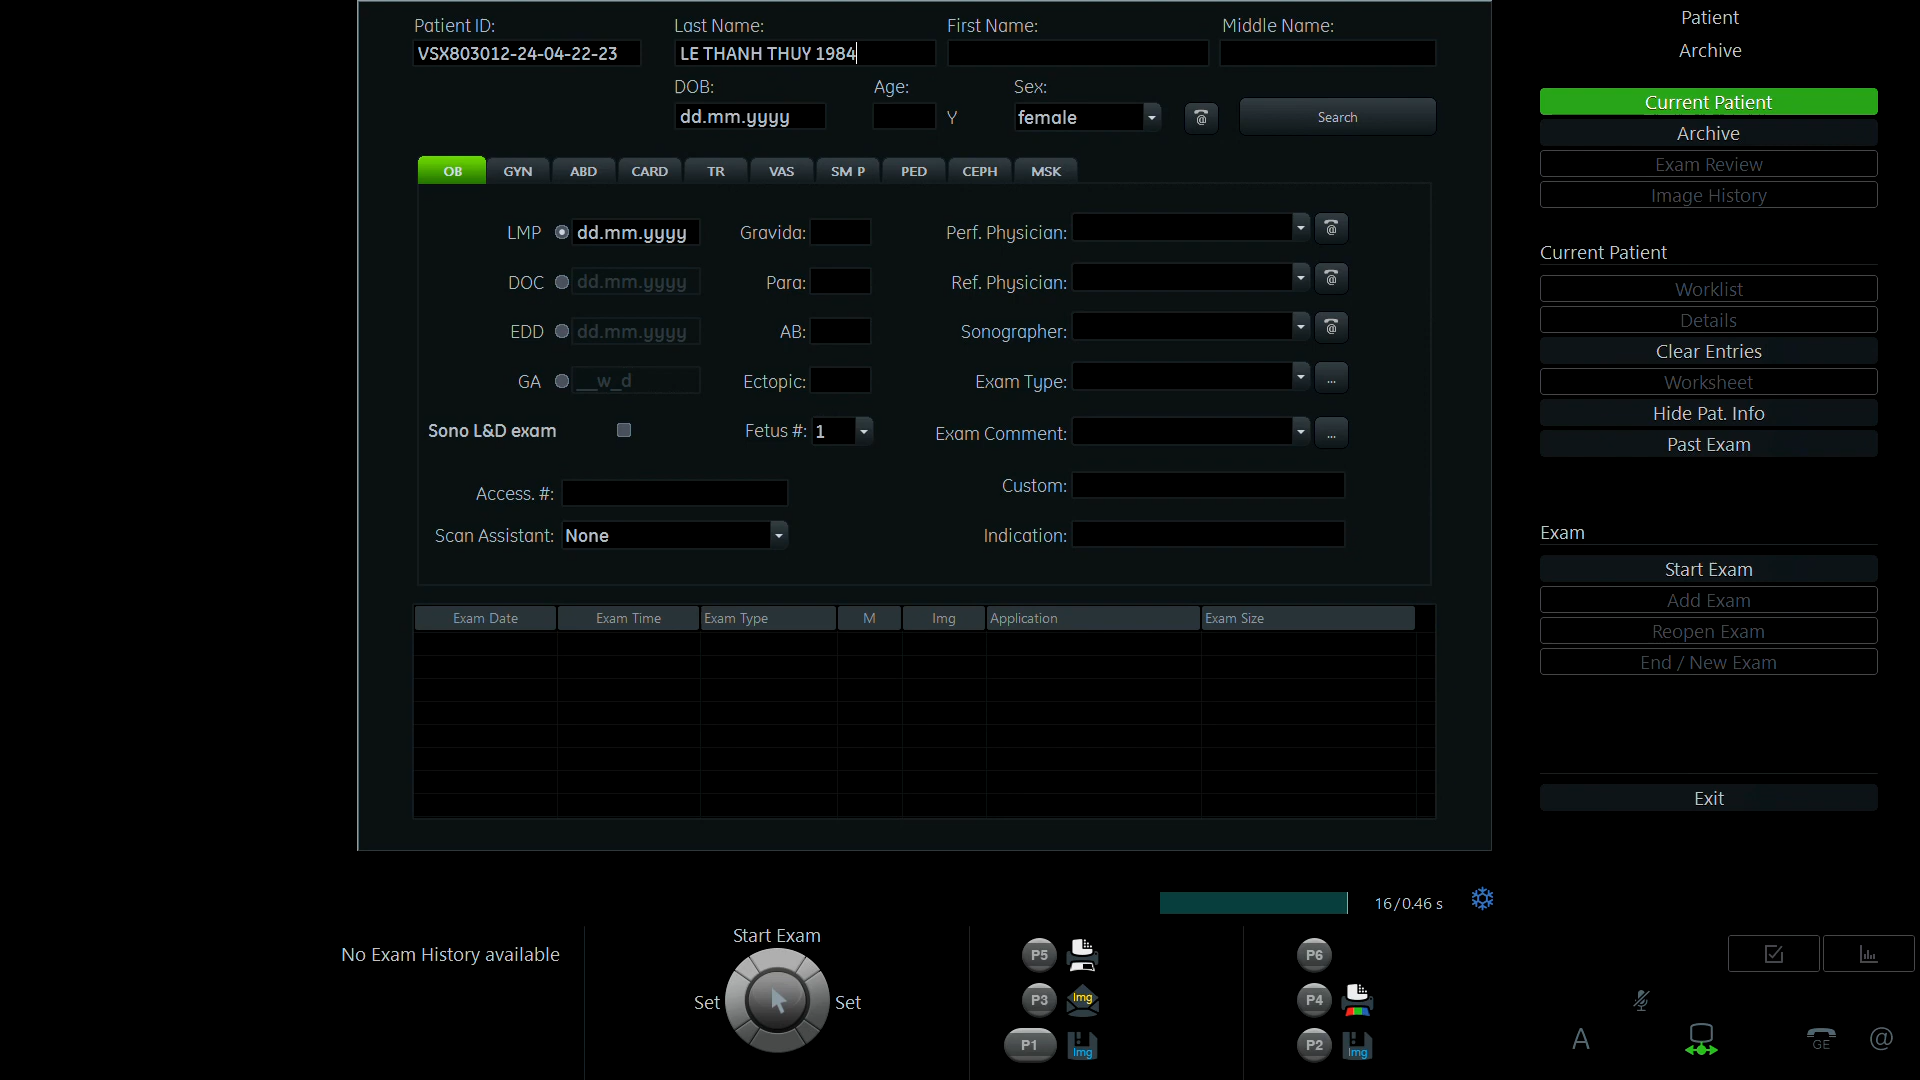 Patient ID:
Last Name:
First Name:
Middle Name:
VSX803012-24-04-22-23
LE THANH THUY 1984
DOB:
Age:
Sex:
dd.mm.yyyy
Y
female
@
Search
OB
GYN
ABD
CARD
TR
VAS
SM P
PED
CEPH
MSK
LMP
dd.mm.yyyy
Gravida:
Perf. Physician:
@
DOC
dd.mm.yyyy
Para:
Ref. Physician:
@
EDD
dd.mm.yyyy
AB:
Sonographer:
@
GA
__w_d
Ectopic:
Exam Type:
...
Sono L&D exam
Fetus #:
1
Exam Comment:
...
Access. #:
Custom:
Scan Assistant:
None
Indication:
Exam Date
Exam Time
Exam Type
M
Img
Application
Exam Size
Patient
Archive
Current Patient
Archive
Exam Review
Image History
Current Patient
Worklist
Details
Clear Entries
Worksheet
Hide Pat. Info
Past Exam
Exam
Start Exam
Add Exam
Reopen Exam
End / New Exam
Exit
16/0.46 s
No Exam History available
Start Exam
Set
Set
P5
P3
Img
P1
Img
P6
P4
P2
Img
A
GE
@